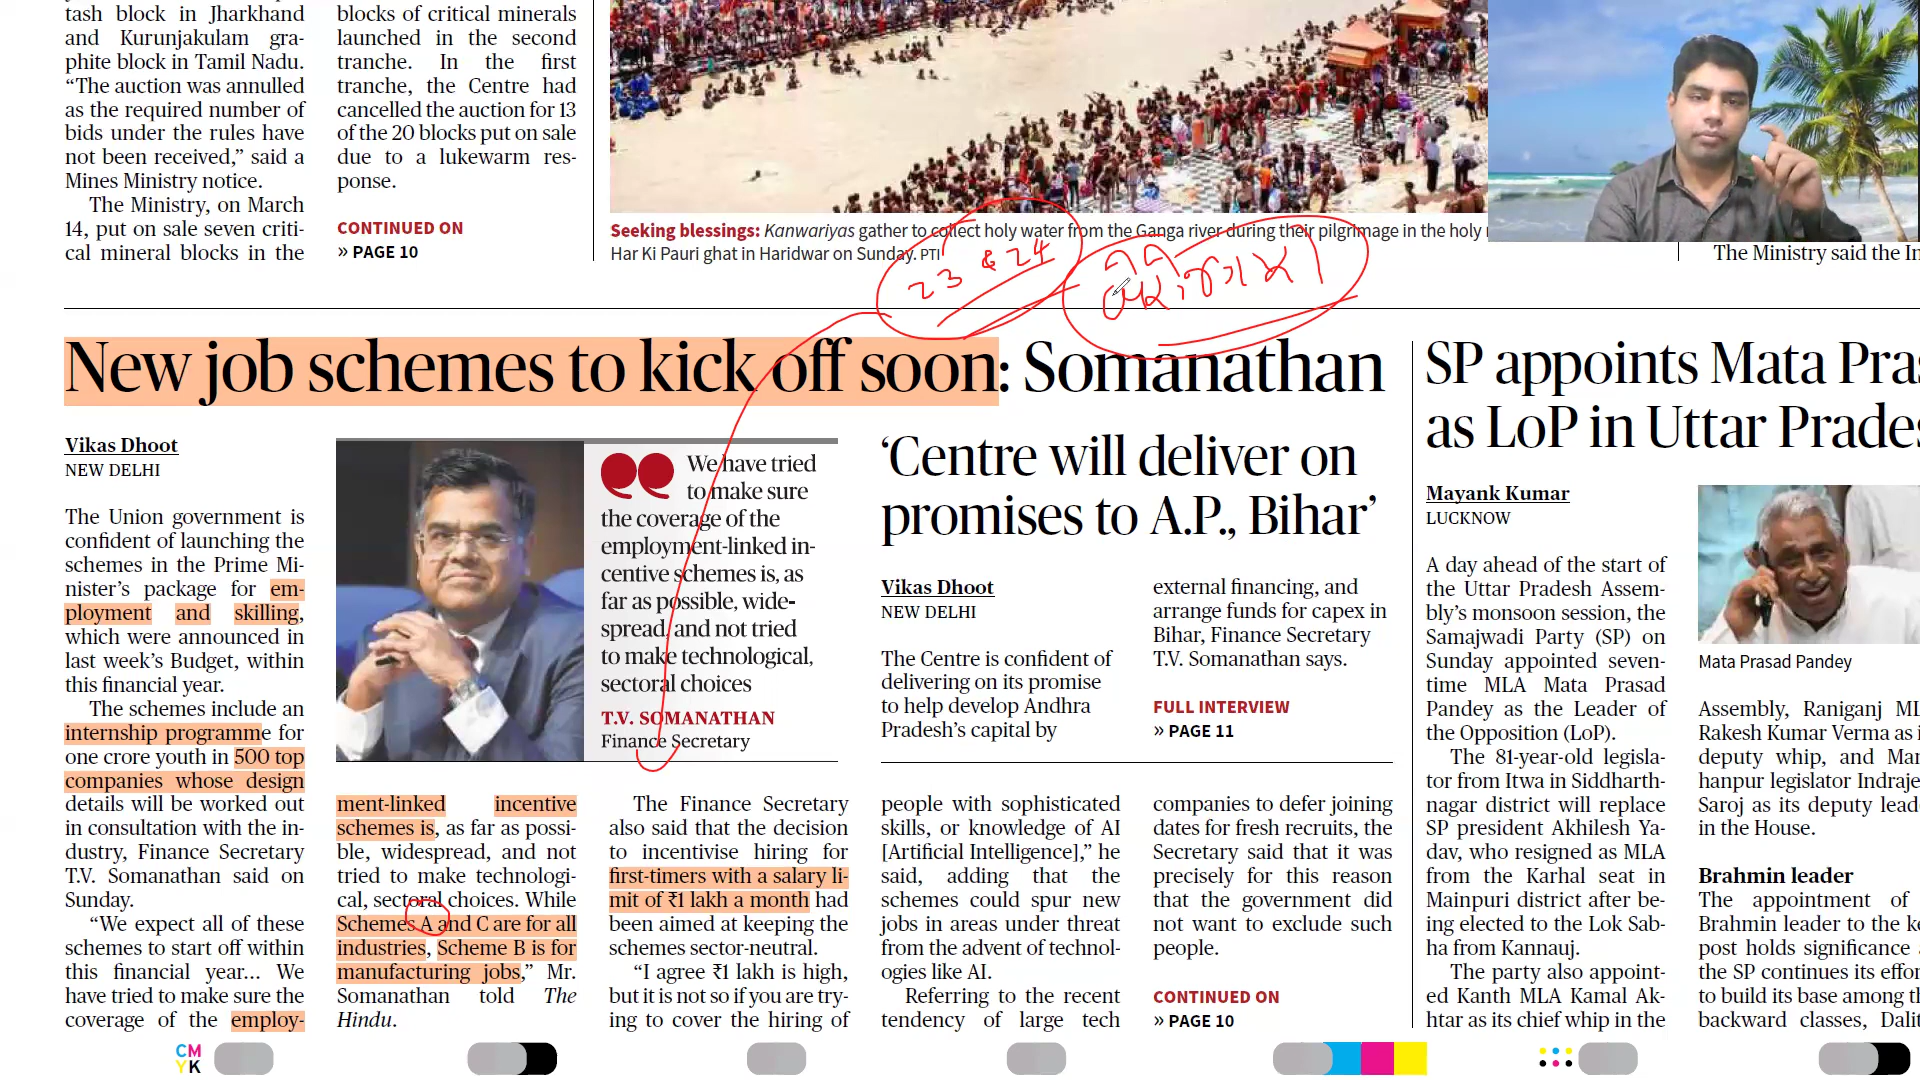 tash block in Jharkhand
and Kurunjakulam gra-
phite block in Tamil Nadu.
“The auction was annulled
as the required number of
bids under the rules have
not been received,” said a
Mines Ministry notice.
The Ministry, on March
14, put on sale seven criti-
cal mineral blocks in the
blocks of critical minerals
launched in the second
tranche. In the first
tranche, the Centre had
cancelled the auction for 13
of the 20 blocks put on sale
due to a lukewarm res-
ponse.
CONTINUED ON
» PAGE 10
Seeking blessings: Kanwariyas gather to collect holy water from the Ganga river during their pilgrimage in the holy
Har Ki Pauri ghat in Haridwar on Sunday. PTI
23 & 24
The Ministry said the In
New job schemes to kick off soon: Somanathan
Vikas Dhoot
NEW DELHI
The Union government is
confident of launching the
schemes in the Prime Mi-
nister’s package for em-
ployment and skilling,
which were announced in
last week’s Budget, within
this financial year.
The schemes include an
internship programme for
one crore youth in 500 top
companies whose design
details will be worked out
in consultation with the in-
dustry, Finance Secretary
T.V. Somanathan said on
Sunday.
“We expect all of these
schemes to start off within
this financial year... We
have tried to make sure the
coverage of the employ-
We have tried
to make sure
the coverage of the
employment-linked in-
centive schemes is, as
far as possible, wide-
spread, and not tried
to make technological,
sectoral choices
T.V. SOMANATHAN
Finance Secretary
ment-linked incentive
schemes is, as far as possi-
ble, widespread, and not
tried to make technologi-
cal, sectoral choices. While
Schemes A and C are for all
industries, Scheme B is for
manufacturing jobs,” Mr.
Somanathan told The
Hindu.
The Finance Secretary
also said that the decision
to incentivise hiring for
first-timers with a salary li-
mit of ₹1 lakh a month had
been aimed at keeping the
schemes sector-neutral.
“I agree ₹1 lakh is high,
but it is not so if you are try-
ing to cover the hiring of
‘Centre will deliver on
promises to A.P., Bihar’
Vikas Dhoot
NEW DELHI
The Centre is confident of
delivering on its promise
to help develop Andhra
Pradesh’s capital by
external financing, and
arrange funds for capex in
Bihar, Finance Secretary
T.V. Somanathan says.
FULL INTERVIEW
» PAGE 11
people with sophisticated
skills, or knowledge of AI
[Artificial Intelligence],” he
said, adding that the
schemes could spur new
jobs in areas under threat
from the advent of technol-
ogies like AI.
Referring to the recent
tendency of large tech
companies to defer joining
dates for fresh recruits, the
Secretary said that it was
precisely for this reason
that the government did
not want to exclude such
people.
CONTINUED ON
» PAGE 10
SP appoints Mata Pras
as LoP in Uttar Prades
Mayank Kumar
LUCKNOW
A day ahead of the start of
the Uttar Pradesh Assem-
bly’s monsoon session, the
Samajwadi Party (SP) on
Sunday appointed seven-
time MLA Mata Prasad
Pandey as the Leader of
the Opposition (LoP).
The 81-year-old legisla-
tor from Itwa in Siddharth-
nagar district will replace
SP president Akhilesh Ya-
dav, who resigned as MLA
from the Karhal seat in
Mainpuri district after be-
ing elected to the Lok Sab-
ha from Kannauj.
The party also appoint-
ed Kanth MLA Kamal Ak-
htar as its chief whip in the
Mata Prasad Pandey
Assembly, Raniganj ML
Rakesh Kumar Verma as i
deputy whip, and Mar
hanpur legislator Indraje
Saroj as its deputy lead
in the House.
Brahmin leader
The appointment of
Brahmin leader to the ke
post holds significance
the SP continues its effor
to build its base among th
backward classes, Dalit
CM
YK